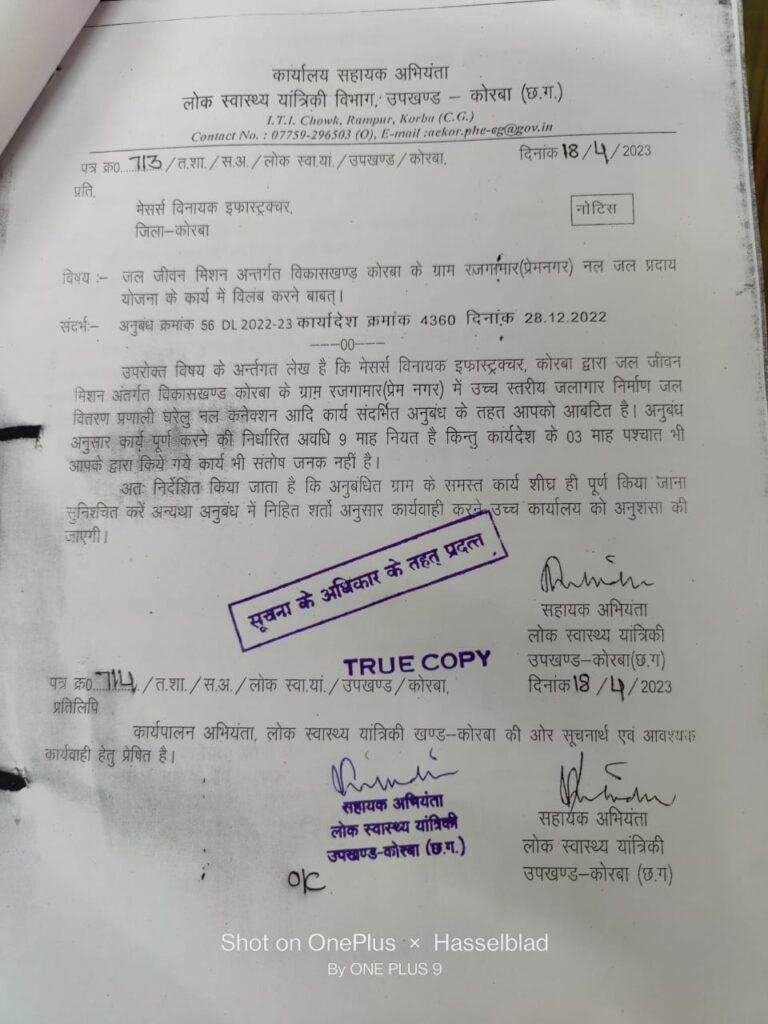 कार्यालय सहायक अभियंता
लोक स्वास्थ्य यांत्रिकी विभाग, उपखण्ड – कोरबा (छ.ग.)
I.T.I. Chowk, Rampur, Korba (C.G.)
Contact No. : 07759-296503 (O), E-mail :aekor.phe-cg@gov.in
पत्र क्र0....713/त.शा./स.अ./लोक स्वा.यां./उपखण्ड/कोरबा, दिनांक 18/4/2023
प्रति,
मेसर्स विनायक इफास्ट्रक्चर, नोटिस
जिला–कोरबा
विषय :– जल जीवन मिशन अन्तर्गत विकासखण्ड कोरबा के ग्राम रजगांमार(प्रेमनगर) नल जल प्रदाय
योजना के कार्य में विलंब करने बाबत्।
संदर्भ:– अनुबंध क्रमांक 56 DL 2022-23 कार्यादेश क्रमांक 4360 दिनांक 28.12.2022
----00----
उपरोक्त विषय के अर्न्तगत लेख है कि मेसर्स विनायक इफास्ट्रक्चर, कोरबा द्वारा जल जीवन
मिशन अंतर्गत विकासखण्ड कोरबा के ग्राम रजगामार(प्रेम नगर) में उच्च स्तरीय जलागार निर्माण जल
वितरण प्रणाली घरेलु नल कनेक्शन आदि कार्य संदर्भित अनुबंध के तहत आपको आबटित है। अनुबंध
अनुसार कार्य पूर्ण करने की निर्धारित अवधि 9 माह नियत है किन्तु कार्यदेश के 03 माह पश्चात भी
आपके द्वारा किये गये कार्य भी संतोष जनक नहीं है।
अतः निर्देशित किया जाता है कि अनुबंधित ग्राम के समस्त कार्य शीघ्र ही पूर्ण किया जाना
सुनिश्चित करें अन्यथा अनुबंध में निहित शर्तो अनुसार कार्यवाही करने उच्च कार्यालय को अनुशंसा की
जाएगी।
सूचना के अधिकार के तहत् प्रदत्त
सहायक अभियंता
लोक स्वास्थ्य यांत्रिकी
TRUE COPY
उपखण्ड–कोरबा(छ.ग)
पत्र क्र0...714./त.शा./स.अ./लोक स्वा.यां./उपखण्ड/कोरबा, दिनांक 18/4/2023
प्रतिलिपि
कार्यपालन अभियंता, लोक स्वास्थ्य यांत्रिकी खण्ड–कोरबा की ओर सूचनार्थ एवं आवश्यक
कार्यवाही हेतु प्रेषित है।
सहायक अभियंता
लोक स्वास्थ्य यांत्रिकी
उपखण्ड-कोरबा (छ.ग.)
सहायक अभियंता
लोक स्वास्थ्य यांत्रिकी
उपखण्ड–कोरबा (छ.ग)
OK
Shot on OnePlus × Hasselblad
By ONE PLUS 9